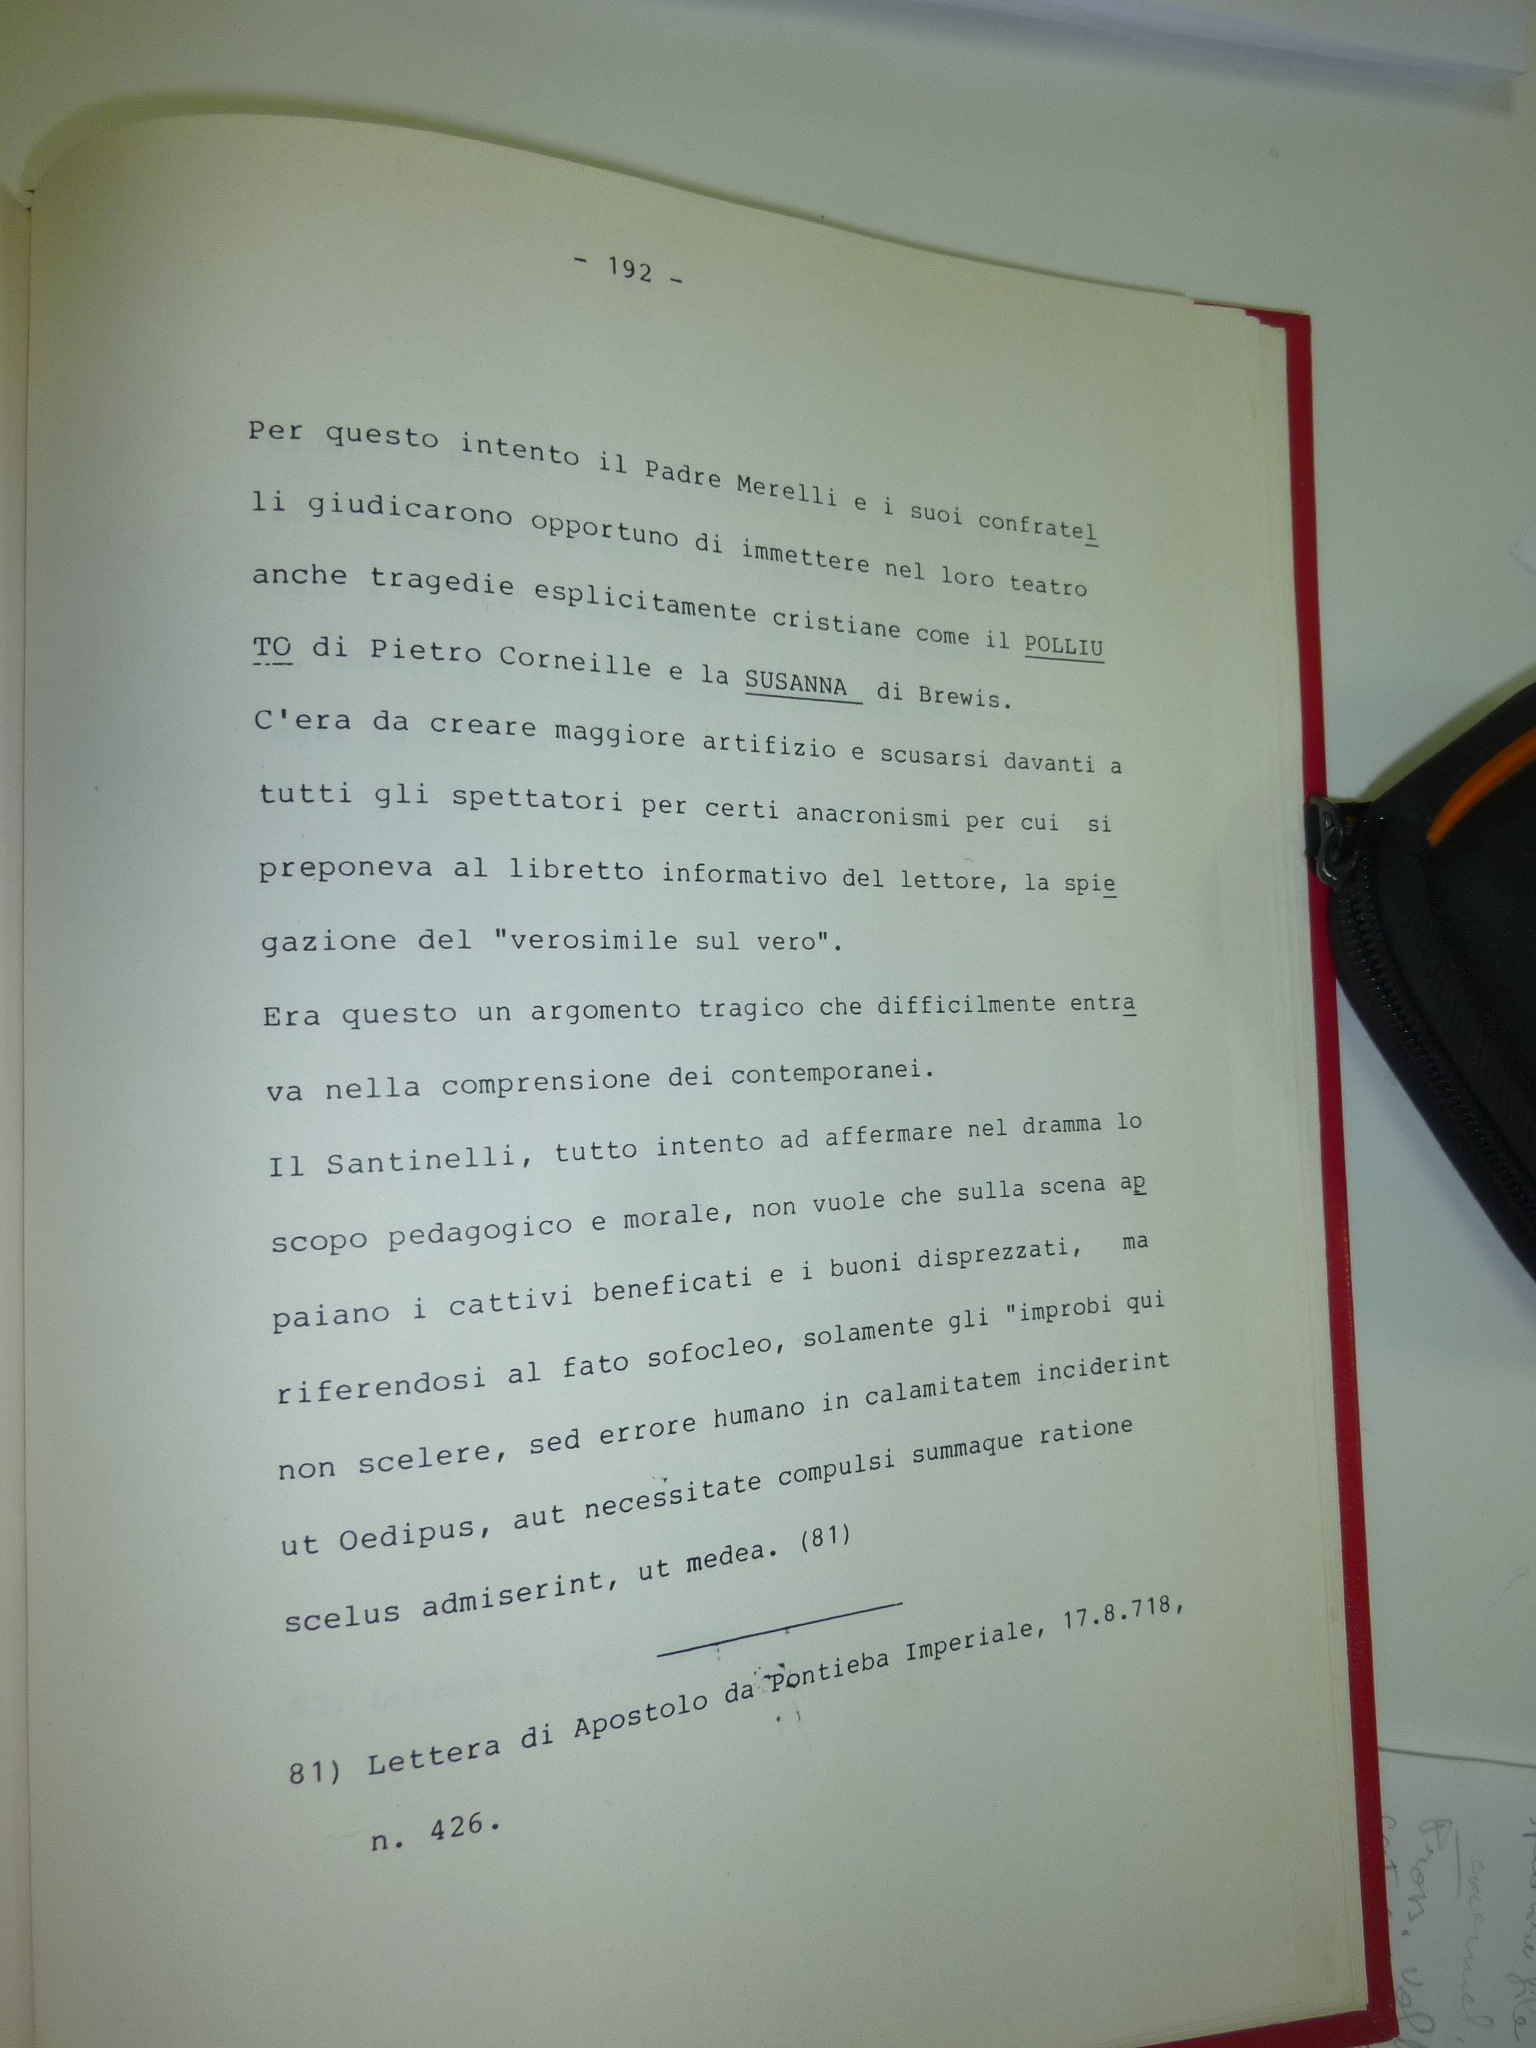 - 192 -
Per questo intento il Padre Merelli e i suoi confratel
li giudicarono opportuno di immettere nel loro teatro
anche tragedie esplicitamente cristiane come il POLLIU
TO di Pietro Corneille e la SUSANNA di Brewis.
C'era da creare maggiore artifizio e scusarsi davanti a
tutti gli spettatori per certi anacronismi per cui si
preponeva al libretto informativo del lettore, la spie
gazione del "verosimile sul vero".
Era questo un argomento tragico che difficilmente entra
va nella comprensione dei contemporanei.
Il Santinelli, tutto intento ad affermare nel dramma lo
scopo pedagogico e morale, non vuole che sulla scena ap
paiano i cattivi beneficati e i buoni disprezzati, ma
riferendosi al fato sofocleo, solamente gli "improbi qui
non scelere, sed errore humano in calamitatem inciderint
ut Oedipus, aut necessitate compulsi summaque ratione
scelus admiserint, ut medea. (81)
81) Lettera di Apostolo da Pontieba Imperiale, 17.8.718,
n. 426.